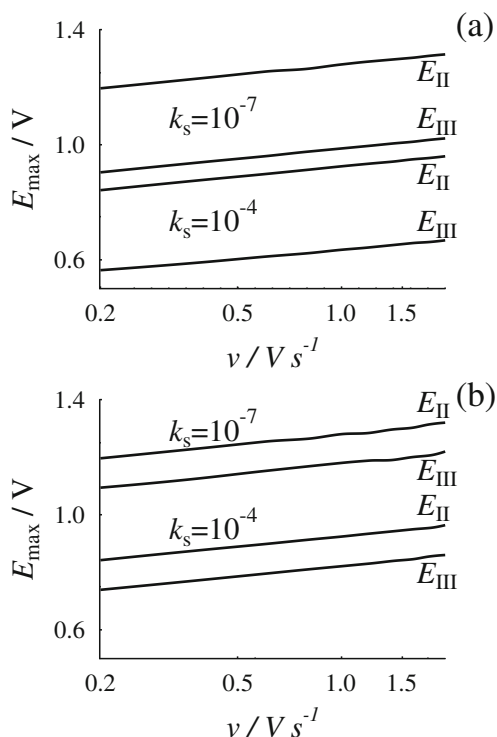 (a)
1.4
E_II
k_s=10^-7
E_III
1.0
E_II
k_s=10^-4
E_III
0.6
E_max / V
0.2 0.5 1.0 1.5
v / V s^-1
(b)
1.4
E_II
k_s=10^-7
E_III
1.0
E_II
k_s=10^-4
E_III
0.6
E_max / V
0.2 0.5 1.0 1.5
v / V s^-1